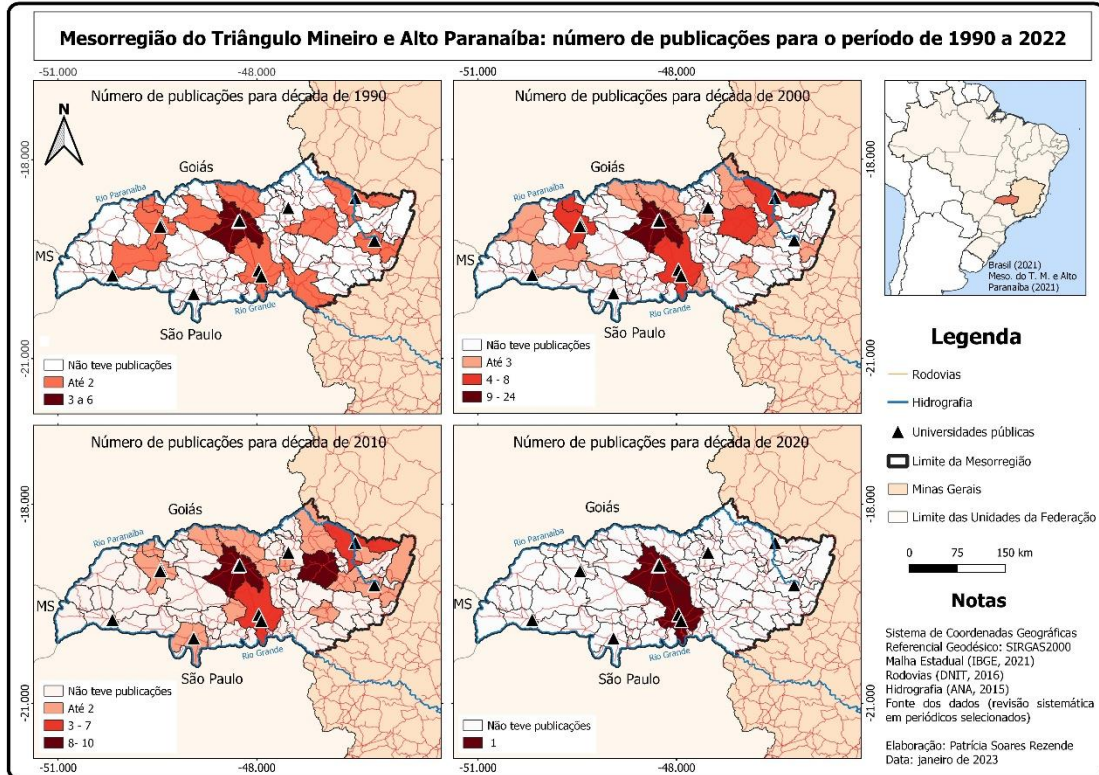 Mesorregião do Triângulo Mineiro e Alto Paranaíba: número de publicações para o período de 1990 a 2022
-51.000
-48.000
-51.000
-48.000
Número de publicações para década de 1990
N
-18.000
Goiás
Rio Paranaíba
MS
Rio Grande
São Paulo
-21.000
Não teve publicações
Até 2
3 a 6
Número de publicações para década de 2000
-18.000
Goiás
Rio Paranaíba
MS
Rio Grande
São Paulo
-21.000
Não teve publicações
Até 3
4 - 8
9 - 24
Número de publicações para década de 2010
-18.000
Goiás
Rio Paranaíba
MS
Rio Grande
São Paulo
-21.000
Não teve publicações
Até 2
3 - 7
8- 10
-51.000
-48.000
Número de publicações para década de 2020
-18.000
Goiás
Rio Paranaíba
MS
Rio Grande
São Paulo
-21.000
Não teve publicações
1
-51.000
-48.000
Brasil (2021)
Meso. do T. M. e Alto
Paranaíba (2021)
Legenda
Rodovias
Hidrografia
Universidades públicas
Limite da Mesorregião
Minas Gerais
Limite das Unidades da Federação
0 75 150 km
Notas
Sistema de Coordenadas Geográficas
Referencial Geodésico: SIRGAS2000
Malha Estadual (IBGE, 2021)
Rodovias (DNIT, 2016)
Hidrografia (ANA, 2015)
Fonte dos dados (revisão sistemática
em periódicos selecionados)
Elaboração: Patrícia Soares Rezende
Data: janeiro de 2023